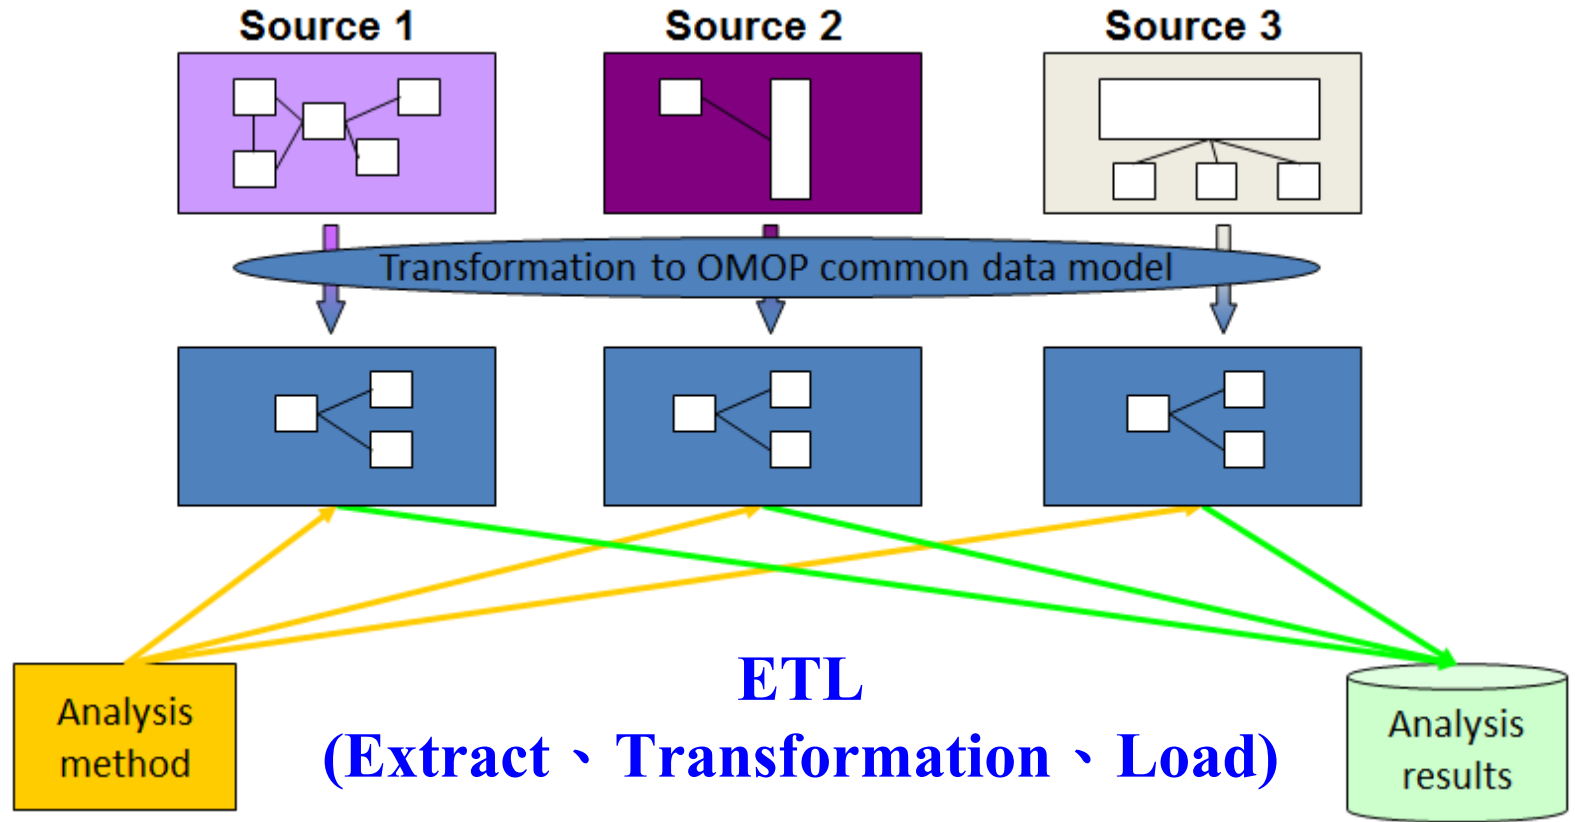 Source 1
Source 2
Source 3
Transformation to OMOP common data model
Analysis
method
ETL
(Extract、Transformation、Load)
Analysis
results